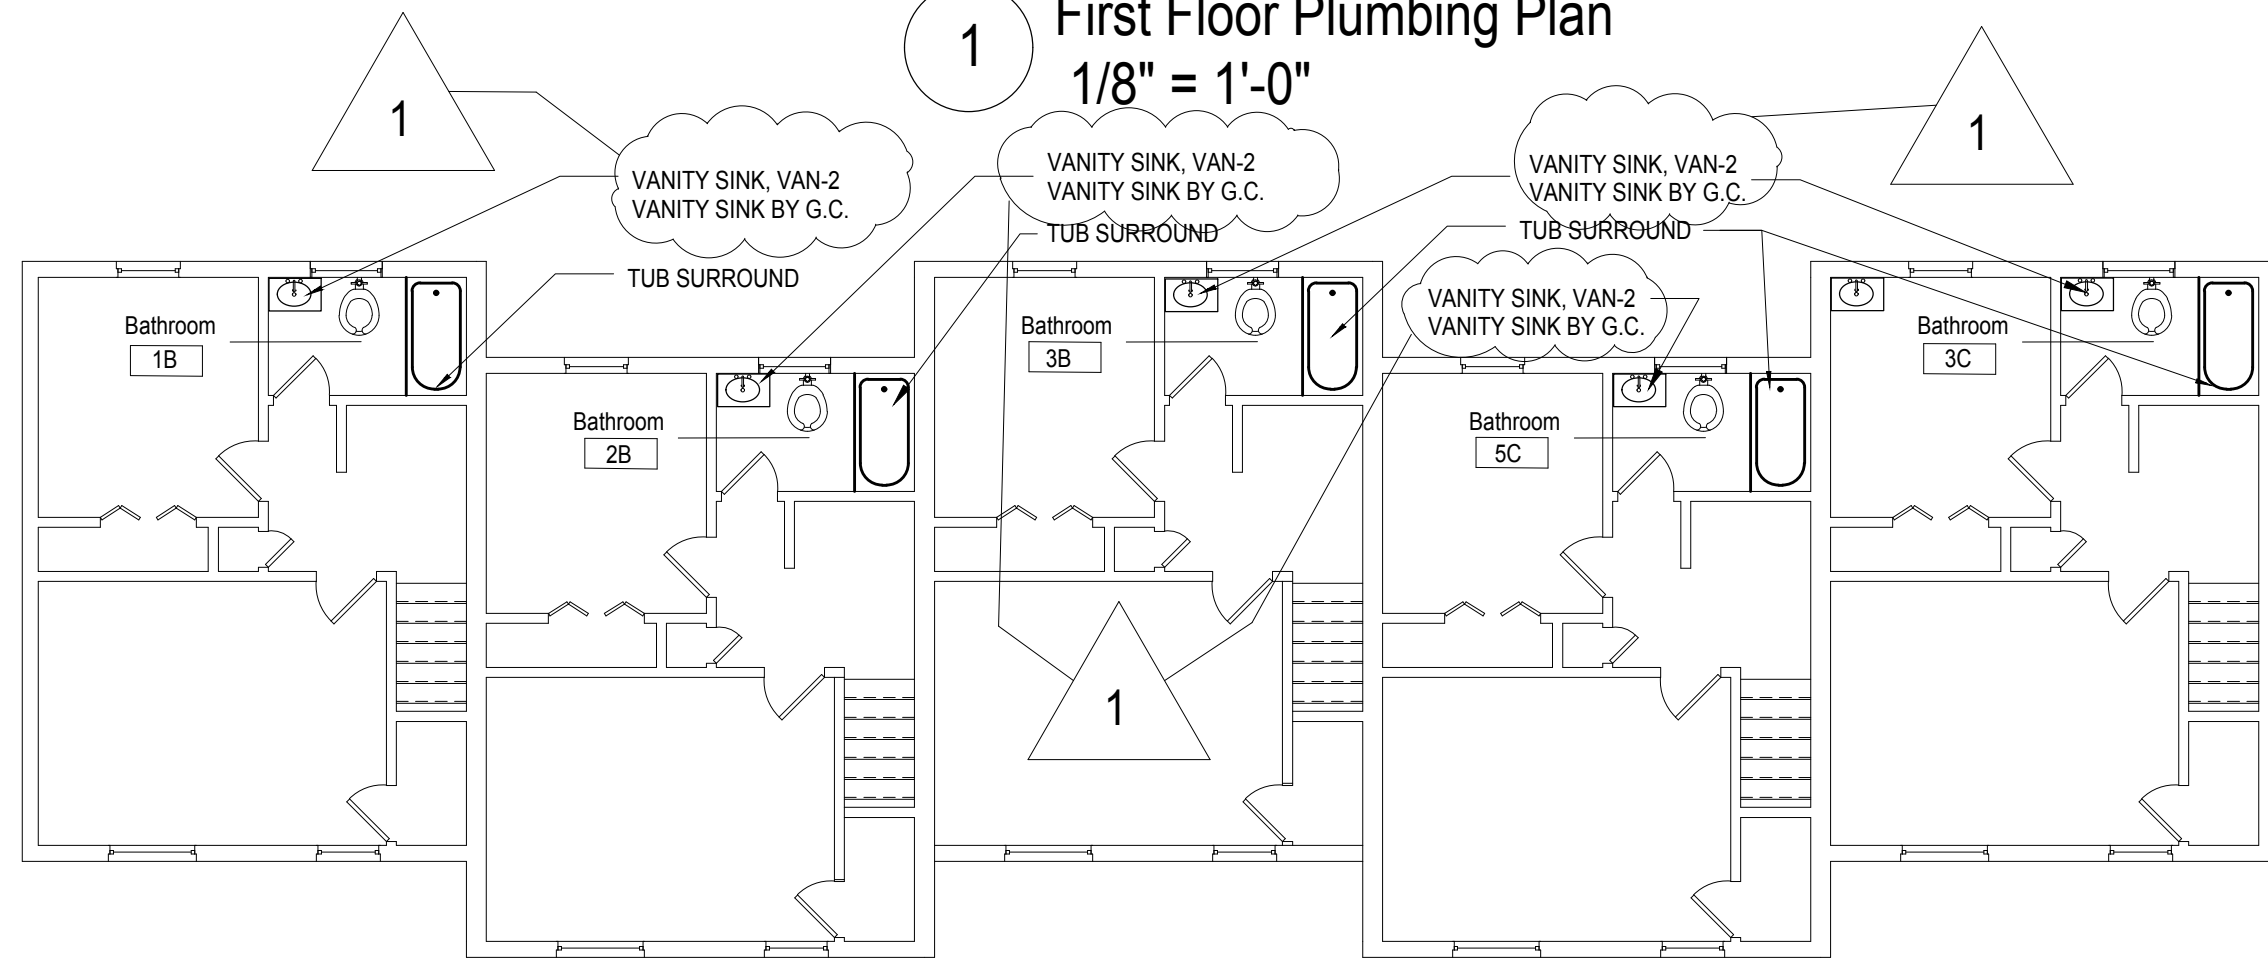 1
First Floor Plumbing Plan
1/8" = 1'-0"
1
1
VANITY SINK, VAN-2
VANITY SINK BY G.C.
TUB SURROUND
VANITY SINK, VAN-2
VANITY SINK BY G.C.
TUB SURROUND
VANITY SINK, VAN-2
VANITY SINK BY G.C.
TUB SURROUND
VANITY SINK, VAN-2
VANITY SINK BY G.C.
Bathroom
1B
Bathroom
2B
Bathroom
3B
Bathroom
5C
Bathroom
3C
1